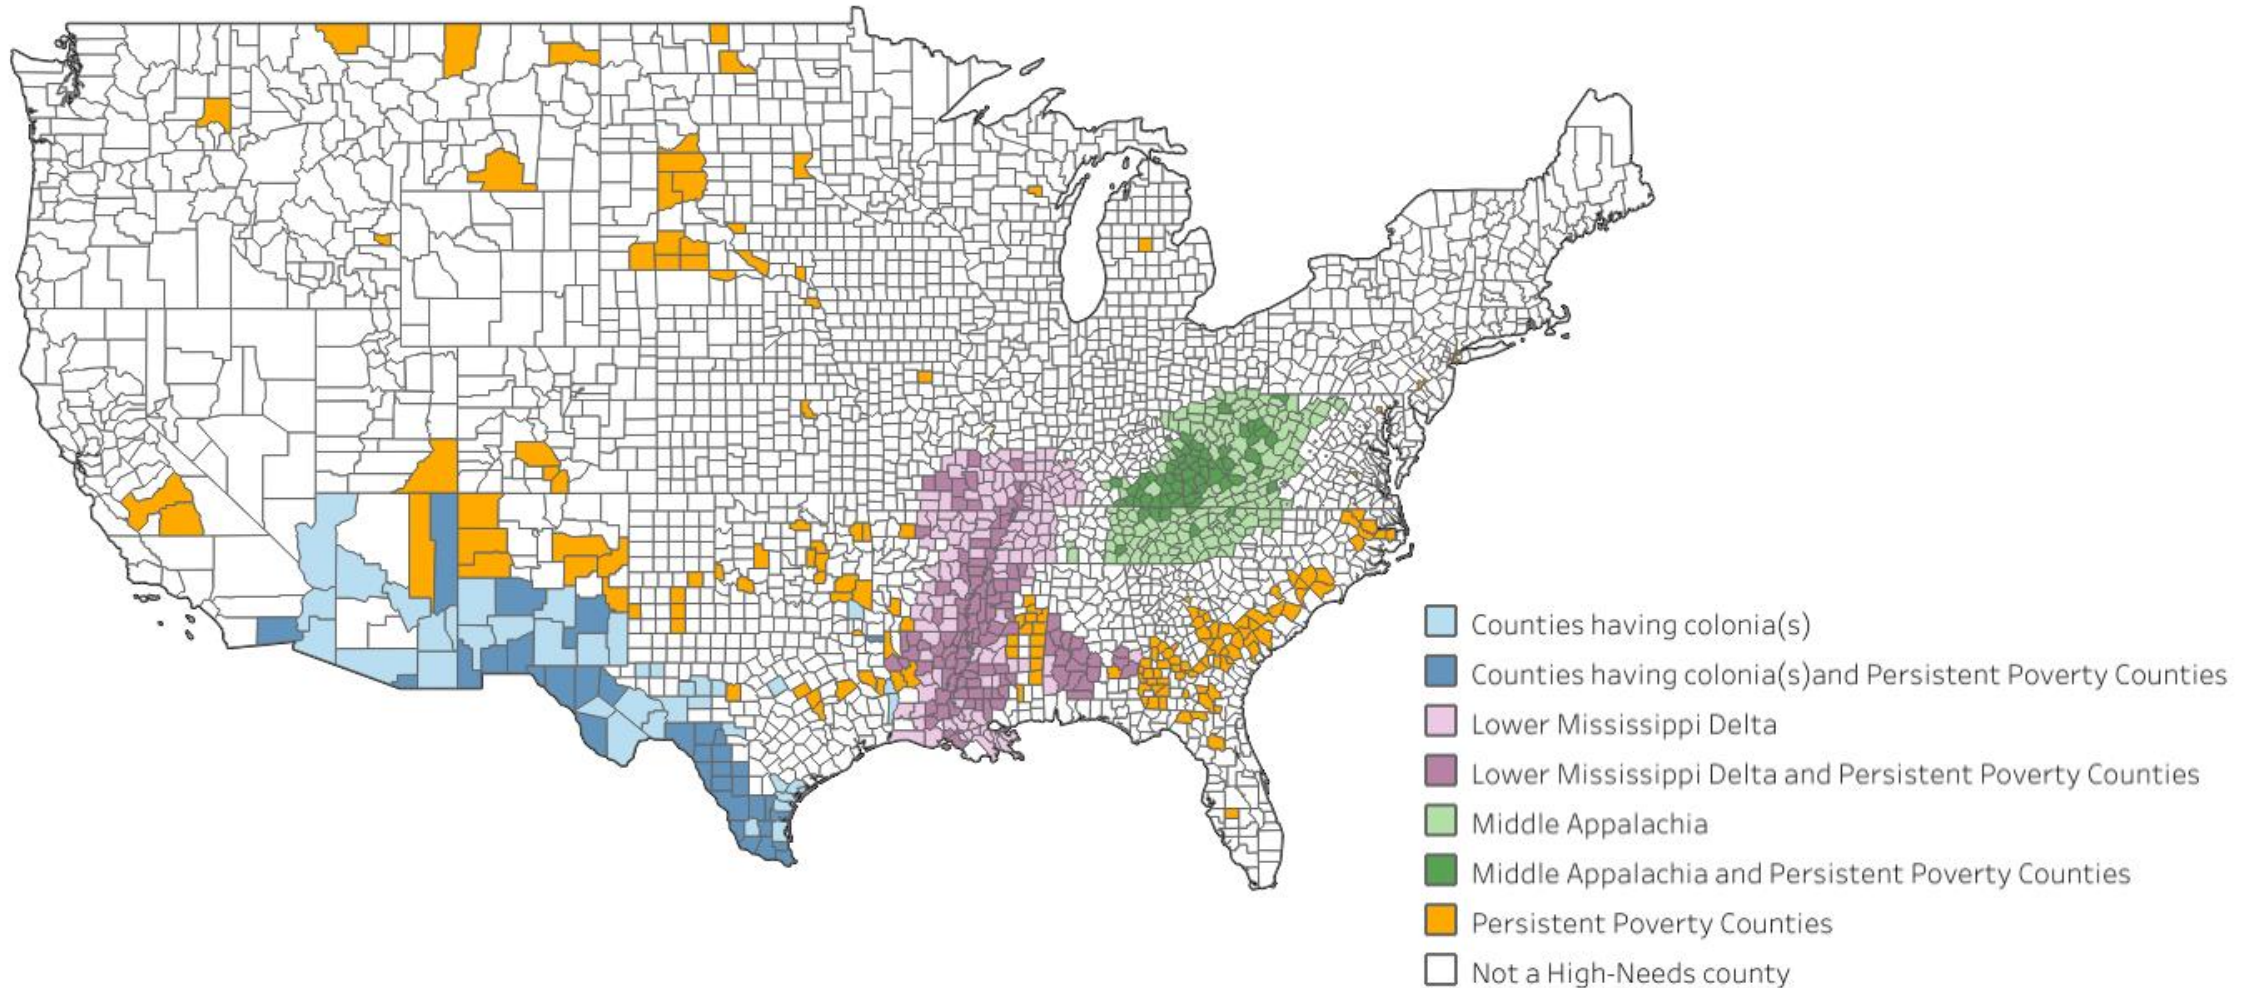 Counties having colonia(s)
Counties having colonia(s)and Persistent Poverty Counties
Lower Mississippi Delta
Lower Mississippi Delta and Persistent Poverty Counties
Middle Appalachia
Middle Appalachia and Persistent Poverty Counties
Persistent Poverty Counties
Not a High-Needs county